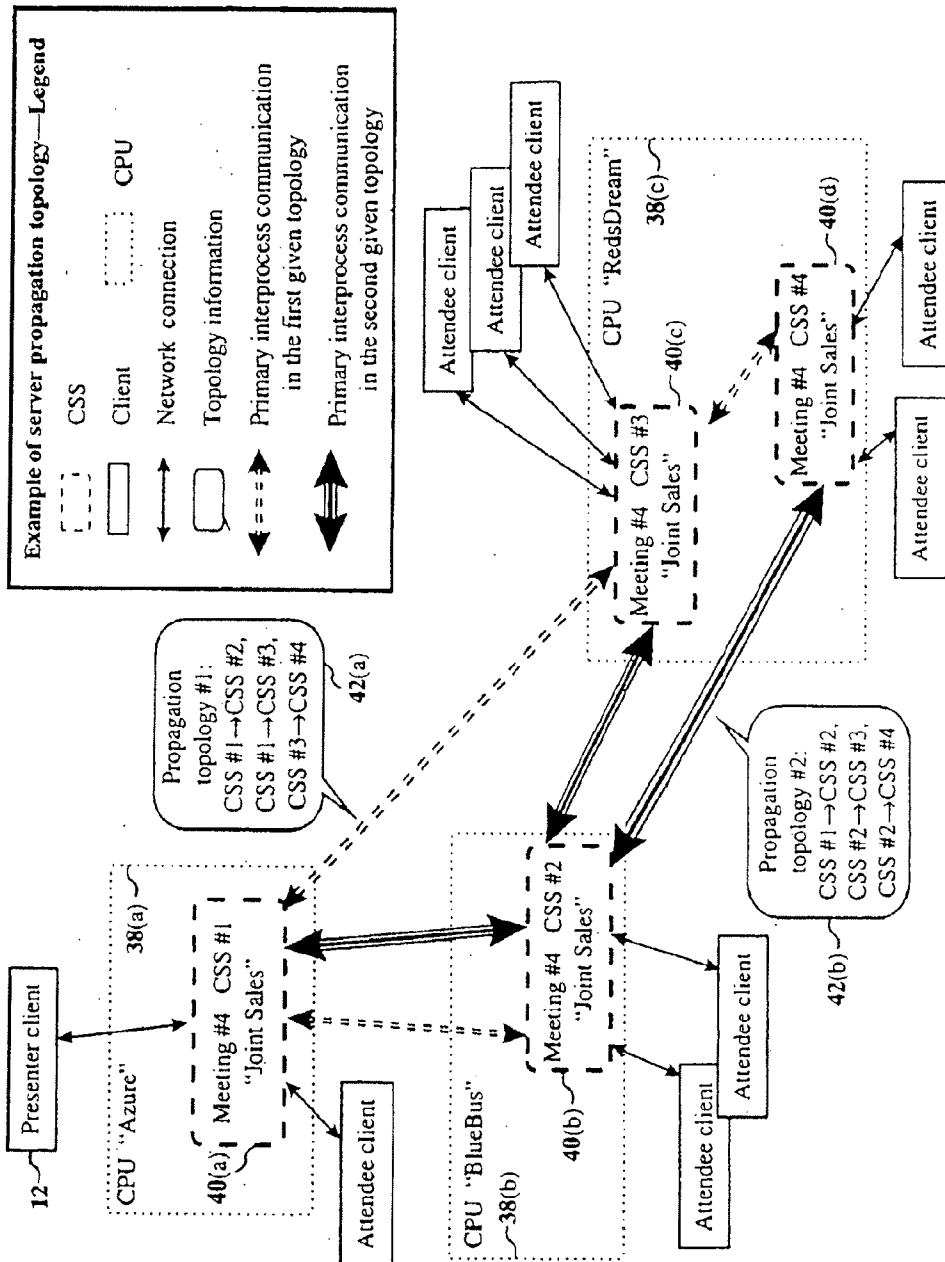 Example of server propagation topology—Legend
CSS
Client
CPU
Network connection
Topology information
Primary interprocess communication
in the first given topology
Primary interprocess communication
in the second given topology
12
Presenter client
CPU "Azure"
38(a)
Meeting #4 CSS #1
"Joint Sales"
40(a)
Attendee client
Propagation
topology #1:
CSS #1→CSS #2,
CSS #1→CSS #3,
CSS #3→CSS #4
42(a)
CPU "BlueBus"
38(b)
Meeting #4 CSS #2
"Joint Sales"
40(b)
Attendee client
Attendee client
Propagation
topology #2:
CSS #1→CSS #2,
CSS #2→CSS #3,
CSS #2→CSS #4
42(b)
Attendee client
Attendee client
Attendee client
CPU "RedsDream"
38(c)
40(c)
Meeting #4 CSS #3
"Joint Sales"
40(d)
Meeting #4 CSS #4
"Joint Sales"
Attendee client
Attendee client